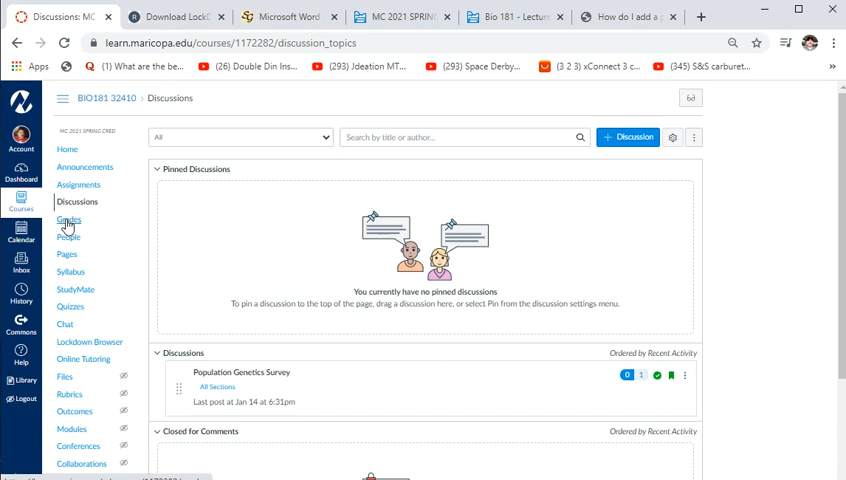 Discussions: MC 20
Download LockD
Microsoft Word
MC 2021 SPRING
Bio 181 - Lecture
How do I add a p
learn.maricopa.edu/courses/1172282/discussion_topics
Apps
(1) What are the be...
(26) Double Din Ins...
(293) Jdeation MT...
(293) Space Derby...
(3 2 3) xConnect 3 c...
(345) S&S carburet...
BIO181 32410
Discussions
MC 2021 SPRING CRED
Home
Announcements
Assignments
Discussions
Grades
People
Pages
Syllabus
StudyMate
Quizzes
Chat
Lockdown Browser
Online Tutoring
Files
Rubrics
Outcomes
Modules
Conferences
Collaborations
Account
Dashboard
Courses
Calendar
Inbox
History
Commons
Help
Library
Logout
All
Search by title or author...
+ Discussion
Pinned Discussions
You currently have no pinned discussions
To pin a discussion to the top of the page, drag a discussion here, or select Pin from the discussion settings menu.
Discussions
Ordered by Recent Activity
Population Genetics Survey
All Sections
Last post at Jan 14 at 6:31pm
0 1
Closed for Comments
Ordered by Recent Activity